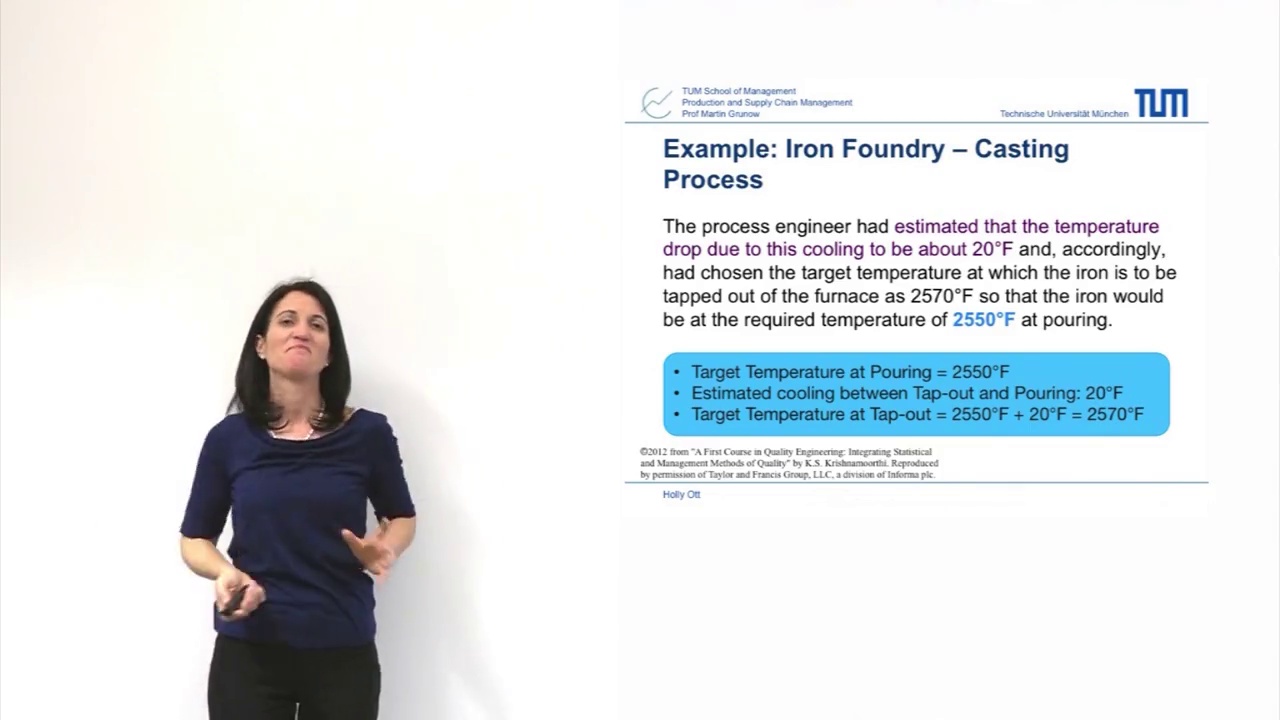 TUM School of Management
Production and Supply Chain Management
Prof Martin Grunow
Technische Universität München
TUM
Example: Iron Foundry – Casting
Process
The process engineer had estimated that the temperature
drop due to this cooling to be about 20°F and, accordingly,
had chosen the target temperature at which the iron is to be
tapped out of the furnace as 2570°F so that the iron would
be at the required temperature of 2550°F at pouring.
• Target Temperature at Pouring = 2550°F
• Estimated cooling between Tap-out and Pouring: 20°F
• Target Temperature at Tap-out = 2550°F + 20°F = 2570°F
©2012 from "A First Course in Quality Engineering: Integrating Statistical
and Management Methods of Quality" by K.S. Krishnamoorthi. Reproduced
by permission of Taylor and Francis Group, LLC, a division of Informa plc.
Holly Ott